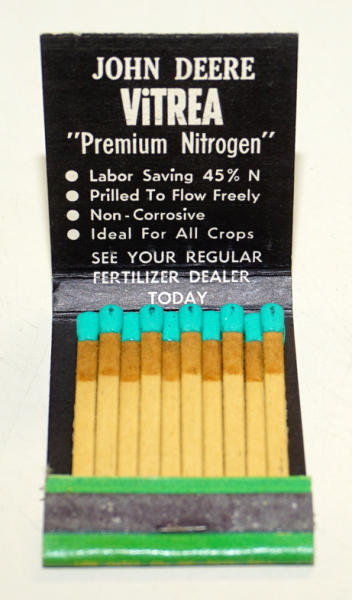 JOHN DEERE
ViTREA
"Premium Nitrogen"
● Labor Saving 45% N
● Prilled To Flow Freely
● Non-Corrosive
● Ideal For All Crops
SEE YOUR REGULAR
FERTILIZER DEALER
TODAY